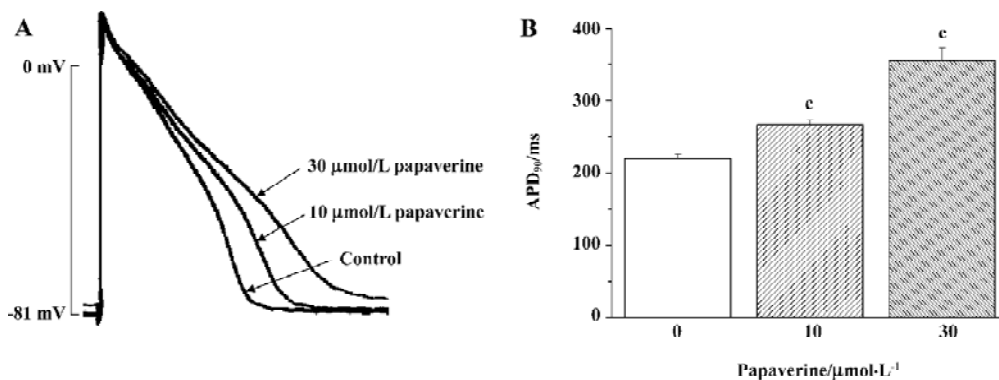 A
0 mV
30 μmol/L papaverine
10 μmol/L papaverine
Control
-81 mV
B
APD90/ms
400
300
200
100
0
c
c
0 10 30
Papaverine/μmol·L-1